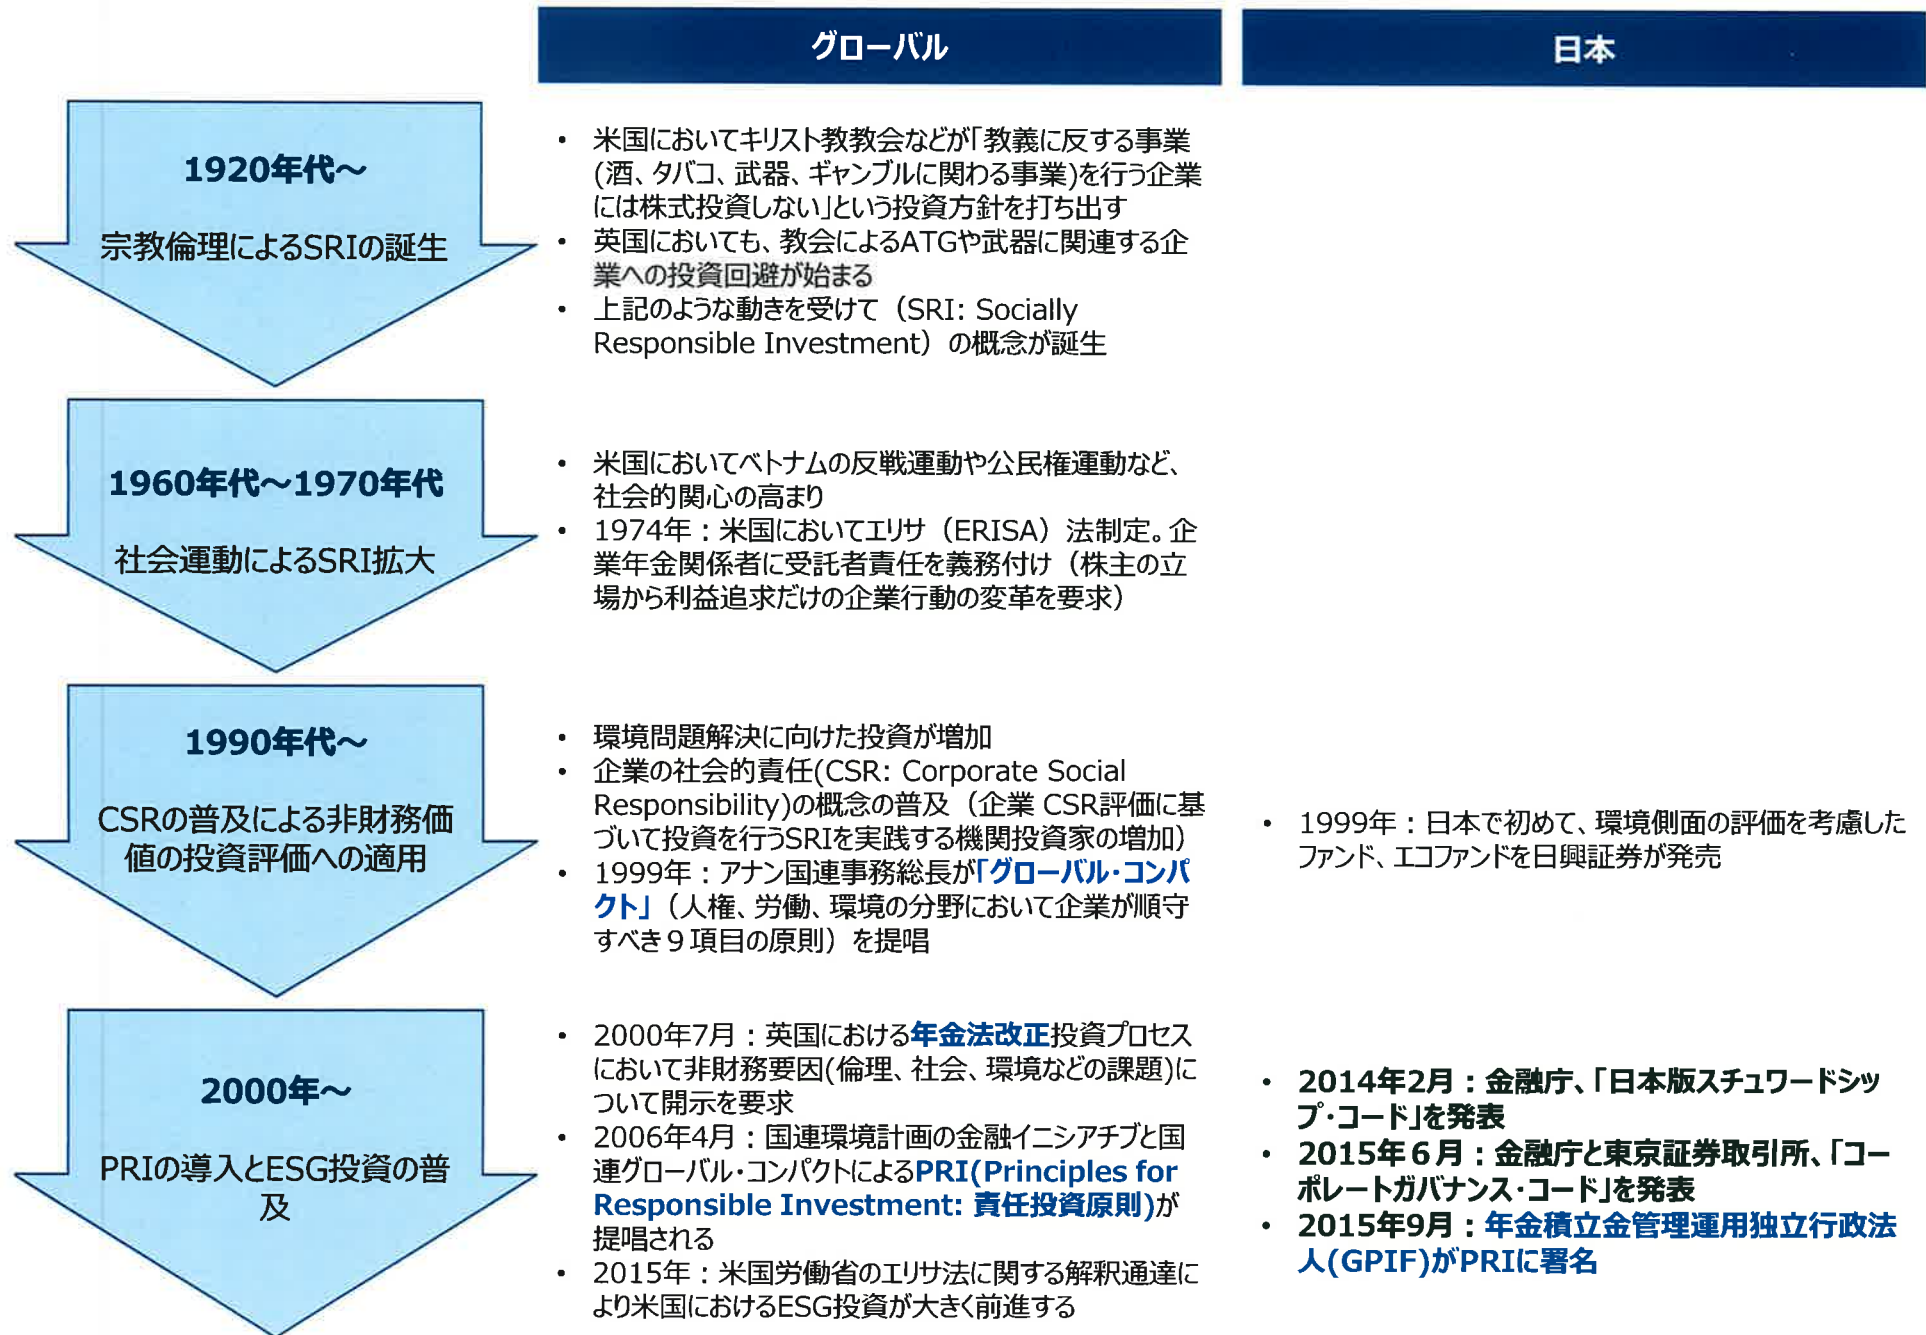 グローバル
日本
1920年代～
宗教倫理によるSRIの誕生
• 米国においてキリスト教教会などが「教義に反する事業
(酒、タバコ、武器、ギャンブルに関わる事業)を行う企業
には株式投資しない」という投資方針を打ち出す
• 英国においても、教会によるATGや武器に関連する企
業への投資回避が始まる
• 上記のような動きを受けて（SRI: Socially
Responsible Investment）の概念が誕生
1960年代～1970年代
社会運動によるSRI拡大
• 米国においてベトナムの反戦運動や公民権運動など、
社会的関心の高まり
• 1974年：米国においてエリサ（ERISA）法制定。企
業年金関係者に受託者責任を義務付け（株主の立
場から利益追求だけの企業行動の変革を要求）
1990年代～
CSRの普及による非財務価
値の投資評価への適用
• 環境問題解決に向けた投資が増加
• 企業の社会的責任(CSR: Corporate Social
Responsibility)の概念の普及（企業 CSR評価に基
づいて投資を行うSRIを実践する機関投資家の増加）
• 1999年：アナン国連事務総長が「グローバル・コンパ
クト」（人権、労働、環境の分野において企業が順守
すべき９項目の原則）を提唱
• 1999年：日本で初めて、環境側面の評価を考慮した
ファンド、エコファンドを日興証券が発売
2000年～
PRIの導入とESG投資の普
及
• 2000年7月：英国における年金法改正投資プロセス
において非財務要因(倫理、社会、環境などの課題)に
ついて開示を要求
• 2006年4月：国連環境計画の金融イニシアチブと国
連グローバル・コンパクトによるPRI(Principles for
Responsible Investment: 責任投資原則)が
提唱される
• 2015年：米国労働省のエリサ法に関する解釈通達に
より米国におけるESG投資が大きく前進する
• 2014年2月：金融庁、「日本版スチュワードシッ
プ・コード」を発表
• 2015年６月：金融庁と東京証券取引所、「コー
ポレートガバナンス・コード」を発表
• 2015年9月：年金積立金管理運用独立行政法
人(GPIF)がPRIに署名